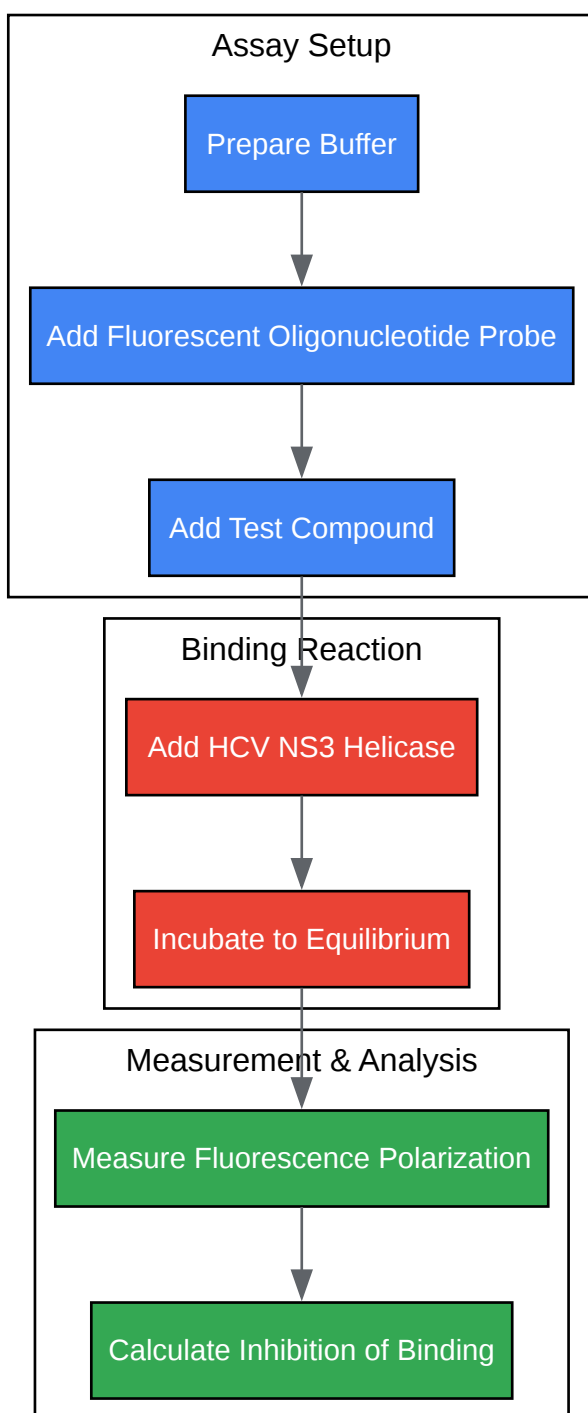 Assay Setup
Prepare Buffer
Add Fluorescent Oligonucleotide Probe
Add Test Compound
Binding Reaction
Add HCV NS3 Helicase
Incubate to Equilibrium
Measurement & Analysis
Measure Fluorescence Polarization
Calculate Inhibition of Binding